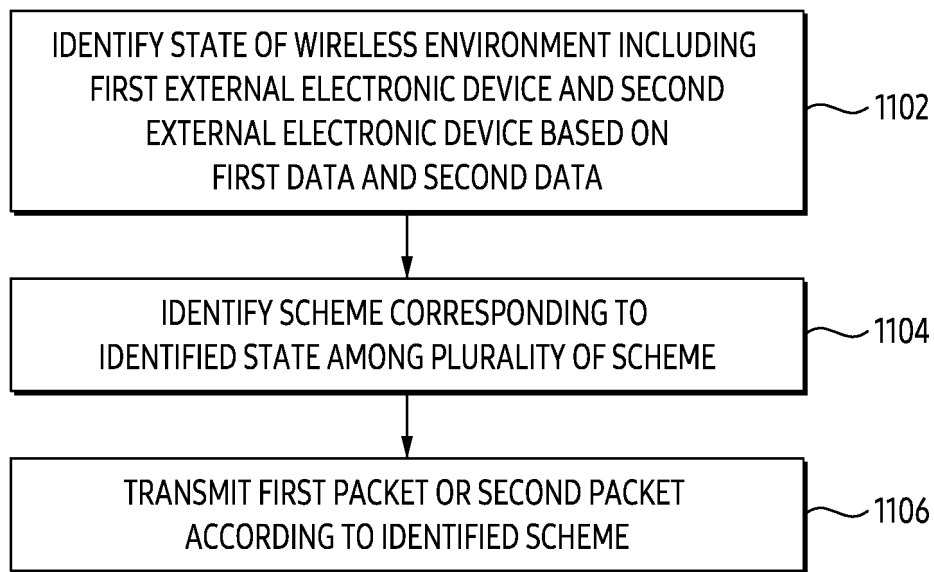 IDENTIFY STATE OF WIRELESS ENVIRONMENT INCLUDING
FIRST EXTERNAL ELECTRONIC DEVICE AND SECOND
EXTERNAL ELECTRONIC DEVICE BASED ON
FIRST DATA AND SECOND DATA
1102
IDENTIFY SCHEME CORRESPONDING TO
IDENTIFIED STATE AMONG PLURALITY OF SCHEME
1104
TRANSMIT FIRST PACKET OR SECOND PACKET
ACCORDING TO IDENTIFIED SCHEME
1106